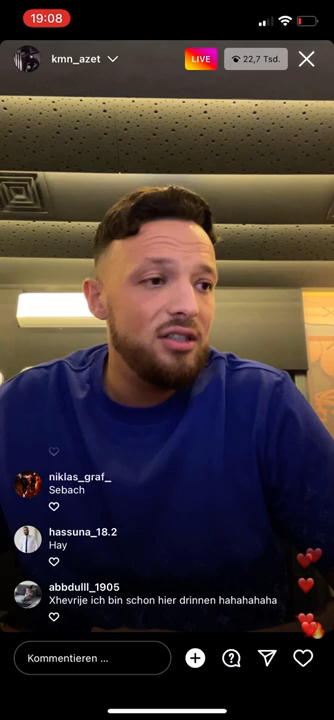 19:08
kmn_azet
LIVE
22,7 Tsd.
niklas_graf_
Sebach
hassuna_18.2
Hay
abbdulll_1905
Xhevrije ich bin schon hier drinnen hahahahaha
Kommentieren ...